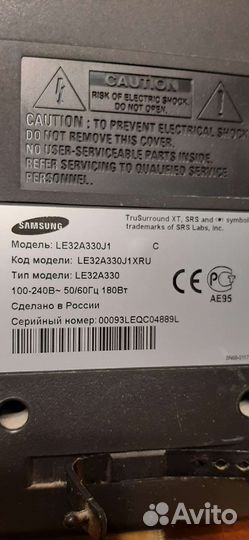 CAUTION
RISK OF ELECTRIC SHOCK
DO NOT OPEN.
CAUTION : TO PREVENT ELECTRICAL SHOCK,
DO NOT REMOVE THIS COVER.
NO USER-SERVICEABLE PARTS INSIDE.
REFER SERVICING TO QUALIFIED SERVICE
PERSONNEL.
SAMSUNG
TruSurround XT, SRS and symbol
trademarks of SRS Labs, Inc.
Модель: LE32A330J1 C
Код модели: LE32A330J1XRU
Тип модели: LE32A330
100-240В~ 50/60Гц 180Вт
Сделано в России
Серийный номер: 00093LEQC04889L
CE
АЕ95
Avito